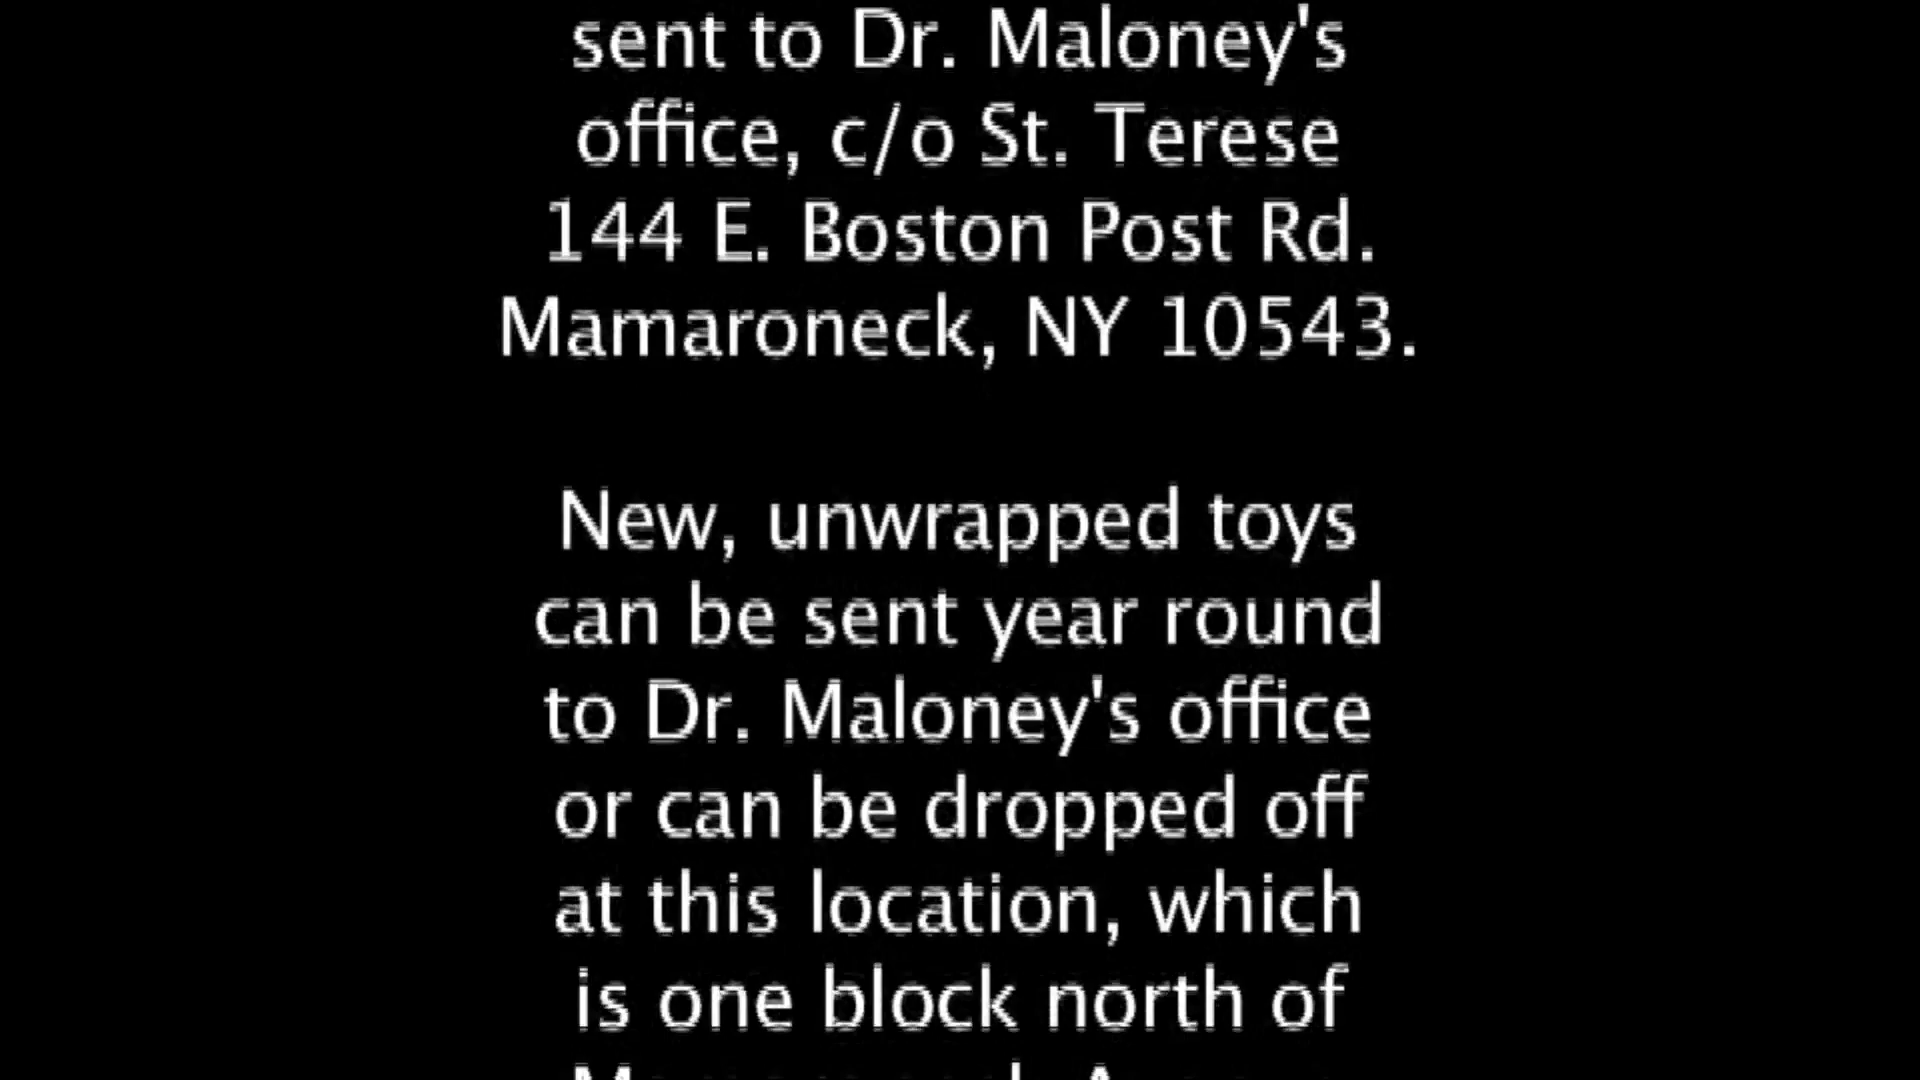 sent to Dr. Maloney's
office, c/o St. Terese
144 E. Boston Post Rd.
Mamaroneck, NY 10543.
New, unwrapped toys
can be sent year round
to Dr. Maloney's office
or can be dropped off
at this location, which
is one block north of